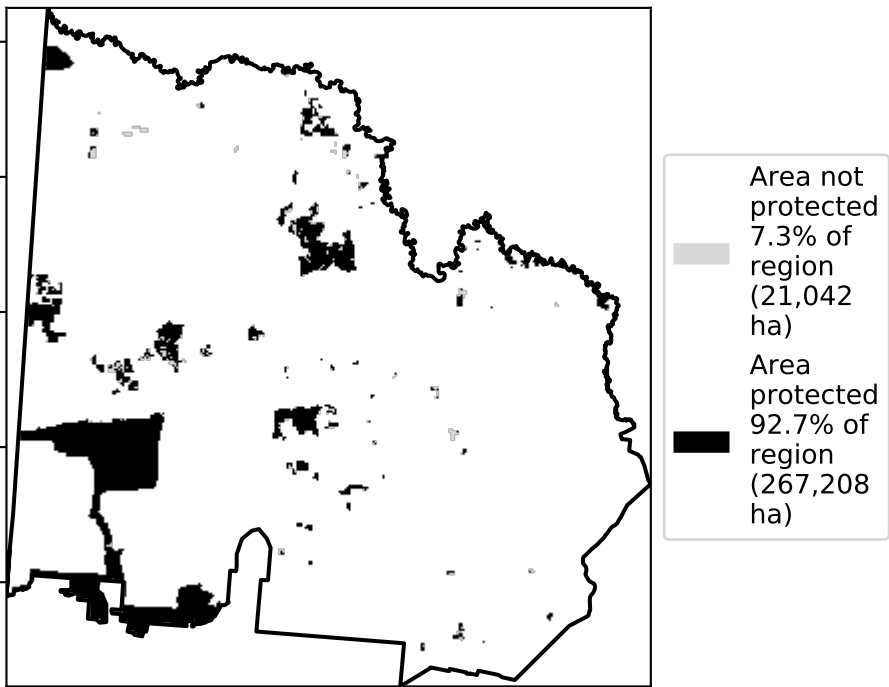 Area not
protected
7.3% of
region
(21,042
ha)
Area
protected
92.7% of
region
(267,208
ha)